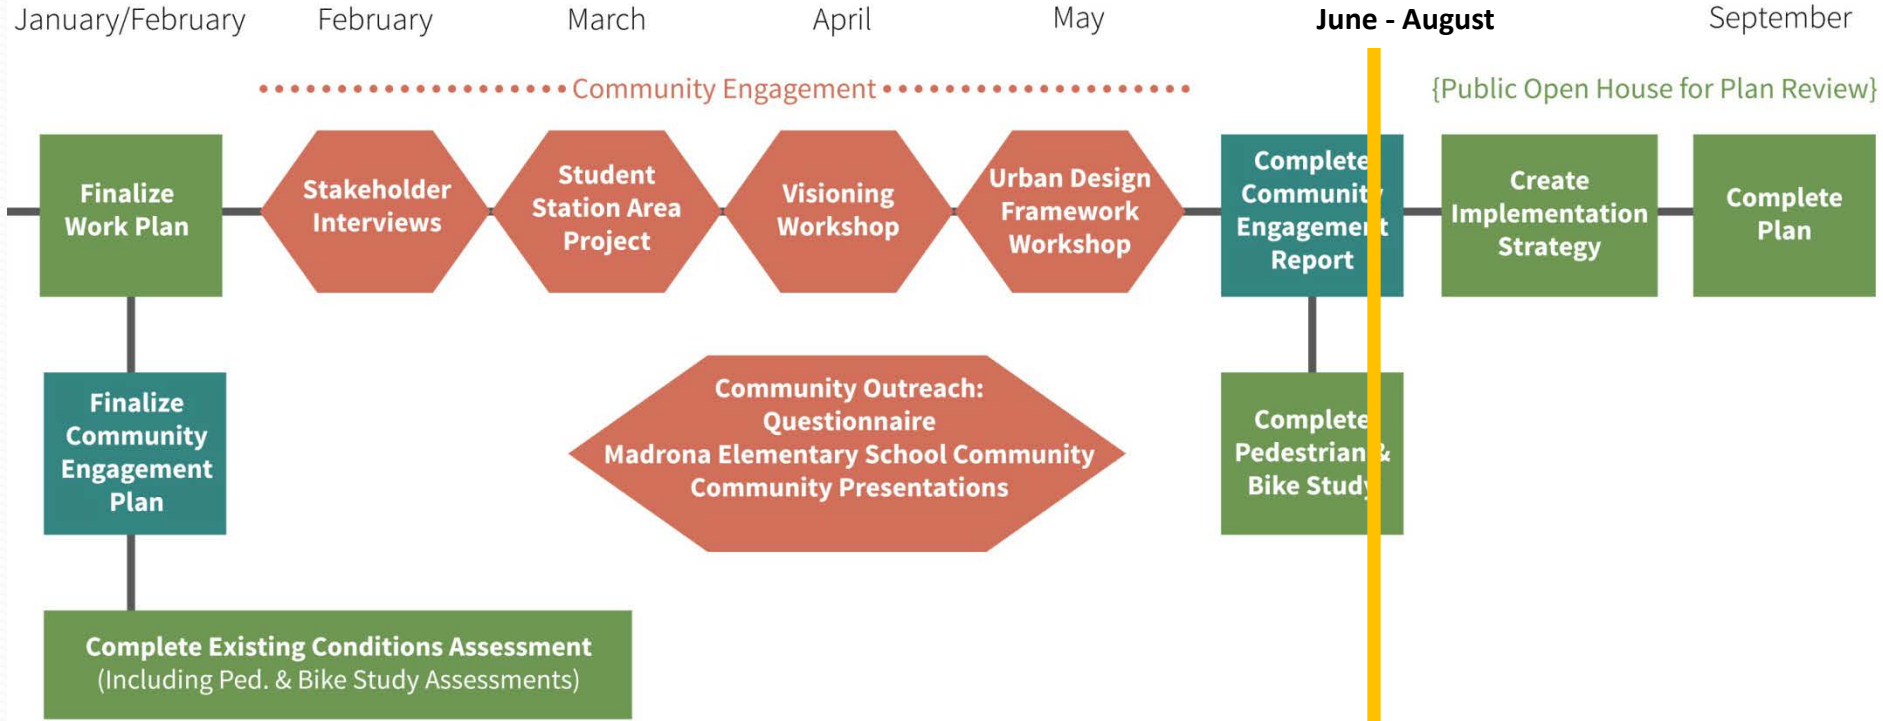 January/February
February
March
April
May
June - August
September
Community Engagement
{Public Open House for Plan Review}
Finalize
Work Plan
Stakeholder
Interviews
Student
Station Area
Project
Visioning
Workshop
Urban Design
Framework
Workshop
Complete
Community
Engagement
Report
Create
Implementation
Strategy
Complete
Plan
Finalize
Community
Engagement
Plan
Community Outreach:
Questionnaire
Madrona Elementary School Community
Community Presentations
Complete
Pedestrian &
Bike Study
Complete Existing Conditions Assessment
(Including Ped. & Bike Study Assessments)